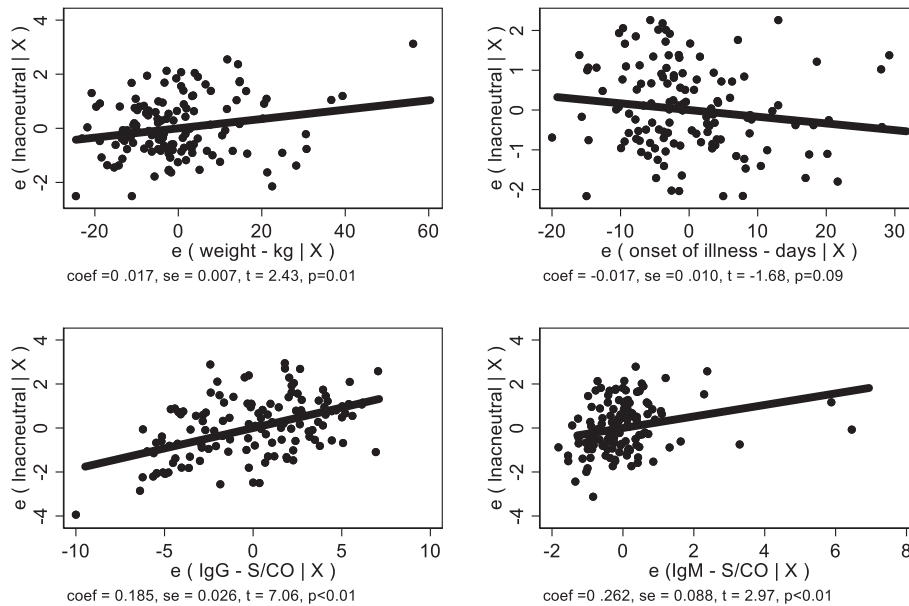 4
2
0
-2
e ( lnacneutral | X )
-20 0 20 40 60
e ( weight - kg | X )
coef =0 .017, se = 0.007, t = 2.43, p=0.01
2
1
0
-1
-2
e ( lnacneutral | X )
-20 -10 0 10 20 30
e ( onset of illness - days | X )
coef = -0.017, se =0 .010, t = -1.68, p=0.09
4
2
0
-2
-4
e ( lnacneutral | X )
-10 -5 0 5 10
e ( IgG - S/CO | X )
coef = 0.185, se = 0.026, t = 7.06, p<0.01
4
2
0
-2
-4
e ( lnacneutral | X )
-2 0 2 4 6 8
e (IgM - S/CO | X )
coef =0 .262, se = 0.088, t = 2.97, p<0.01